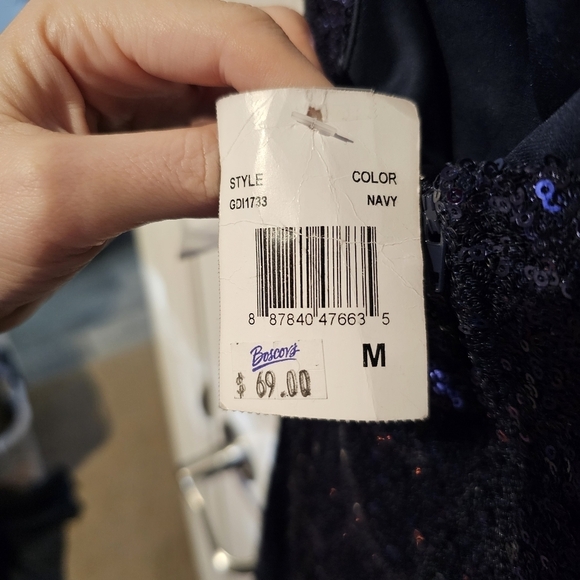 STYLE COLOR
GDI1733 NAVY
8 87840 47663 5
Boscov's M
$ 69.00